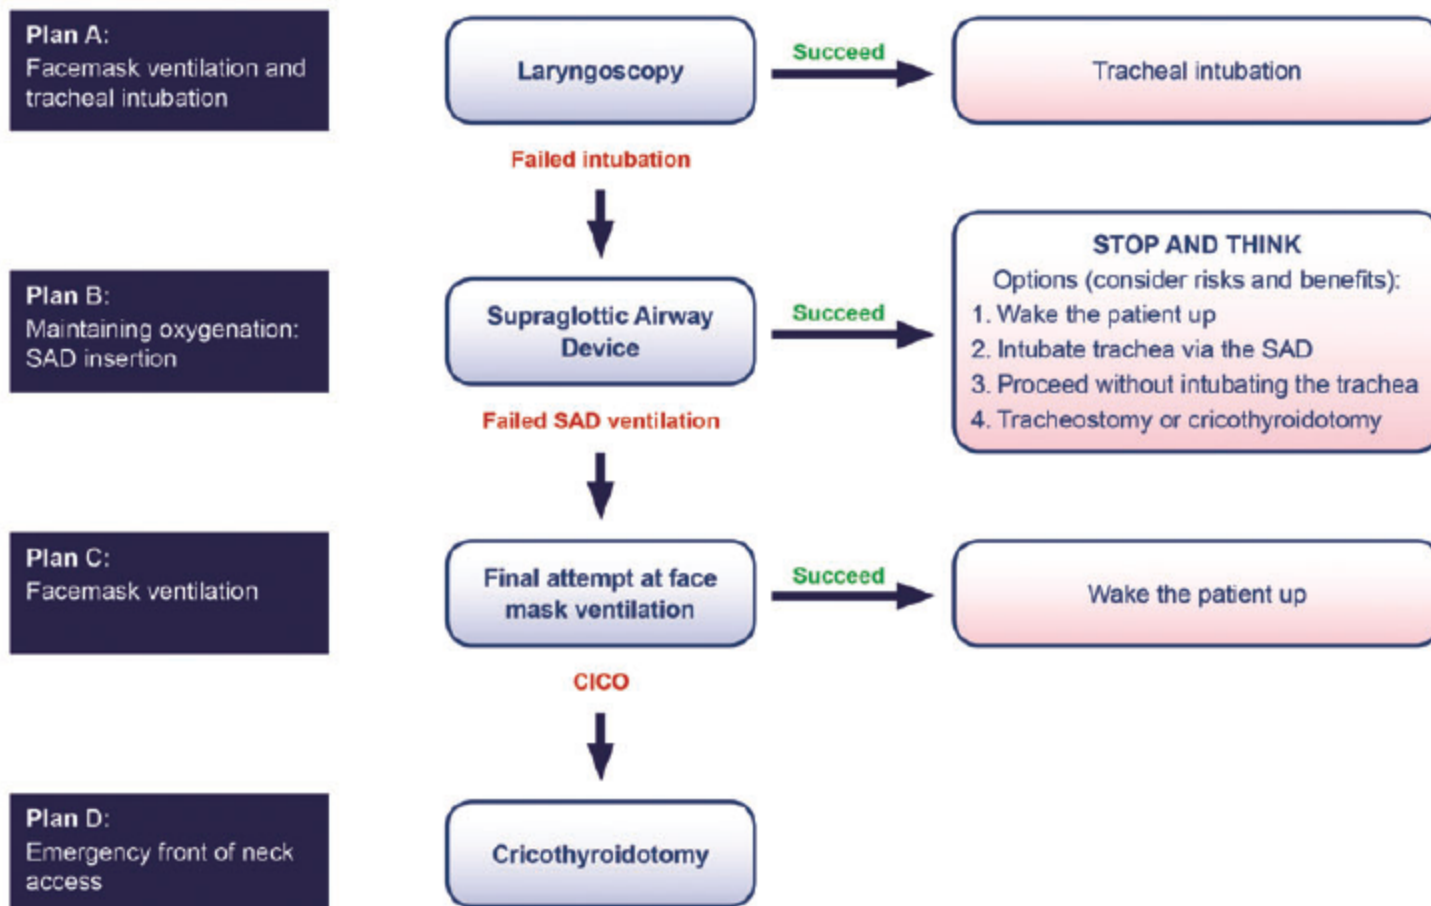 Plan A:
Facemask ventilation and
tracheal intubation
Laryngoscopy
Succeed
Tracheal intubation
Failed intubation
Plan B:
Maintaining oxygenation:
SAD insertion
Supraglottic Airway
Device
Succeed
STOP AND THINK
Options (consider risks and benefits):
1. Wake the patient up
2. Intubate trachea via the SAD
3. Proceed without intubating the trachea
4. Tracheostomy or cricothyroidotomy
Failed SAD ventilation
Plan C:
Facemask ventilation
Final attempt at face
mask ventilation
Succeed
Wake the patient up
CICO
Plan D:
Emergency front of neck
access
Cricothyroidotomy